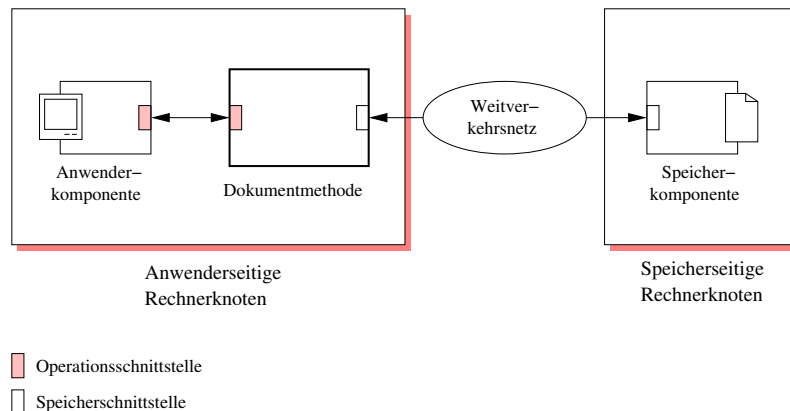 Weitver–
kehrsnetz
Anwender–
komponente
Dokumentmethode
Speicher–
komponente
Anwenderseitige
Rechnerknoten
Speicherseitige
Rechnerknoten
Operationsschnittstelle
Speicherschnittstelle